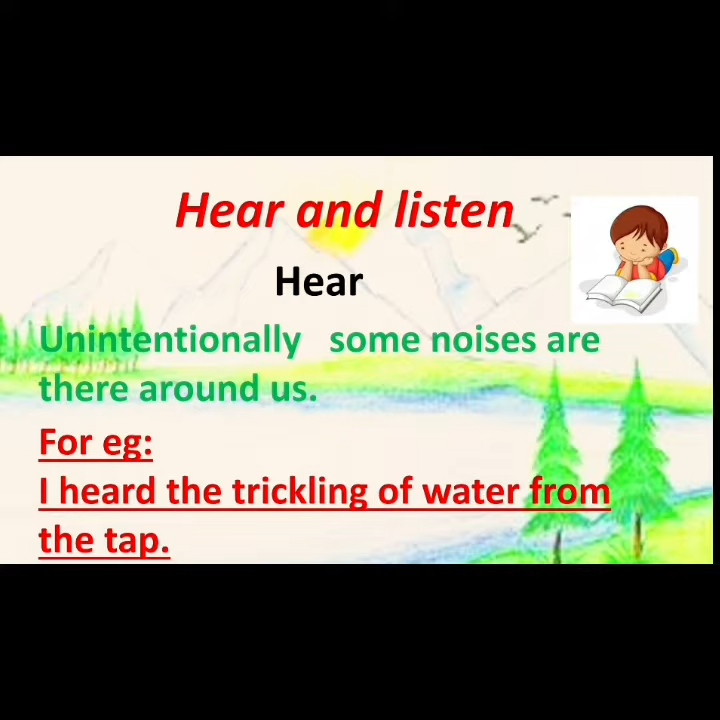 Hear and listen
Hear
Unintentionally some noises are
there around us.
For eg:
I heard the trickling of water from
the tap.